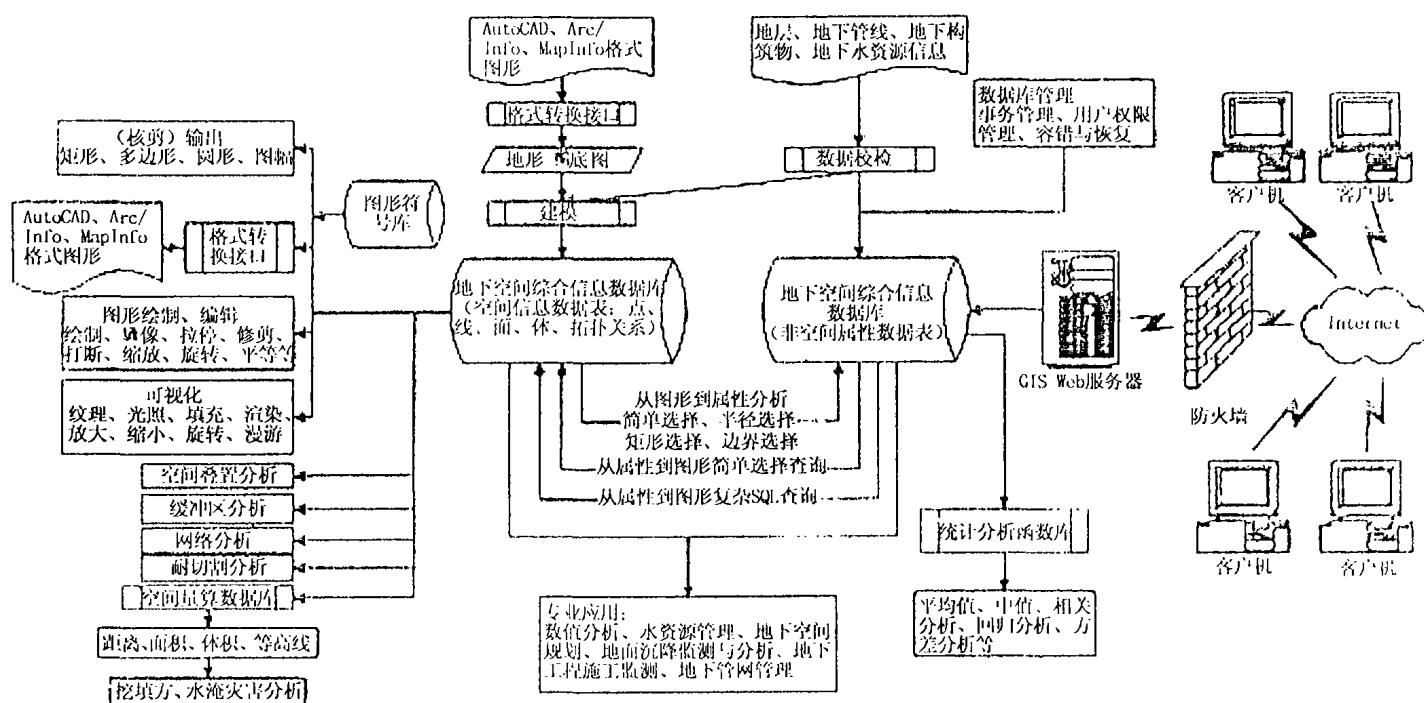 AutoCAD、Arc/
Info、MapInfo格式
图形
地层、地下管线、地下构
筑物、地下水资源信息
数据库管理
事务管理、用户权限
管理、容错与恢复
格式转换接口
地形 底图
数据校检
建模
（核剪）输出
矩形、多边形、圆形、图幅
图形符
号库
AutoCAD、Arc/
Info、MapInfo
格式图形
格式转
换接口
图形绘制、编辑
绘制、 像、拉停、修剪、
打断、缩放、旋转、平等等
可视化
纹理、光照、填充、渲染、
放大、缩小、旋转、漫游
空间叠置分析
缓冲区分析
网络分析
耐切割分析
空间量算数据库
距离、面积、体积、等高线
挖填方、水淹灾害分析
地下空间综合信息数据库
（空间信息数据表：点、
线、面、体、拓扑关系）
地下空间综合信息
数据库
（非空间属性数据表）
从图形到属性分析
简单选择、半径选择
矩形选择、边界选择
从属性到图形简单选择查询
从属性到图形复杂SQL查询
专业应用：
数值分析、水资源管理、地下空间
规划、地面沉降监测与分析、地下
工程施工监测、地下管网管理
统计分析函数库
平均值、中值、相关
分析、回归分析、方
差分析等
GIS Web服务器
防火墙
Internet
客户机
客户机
客户机
客户机